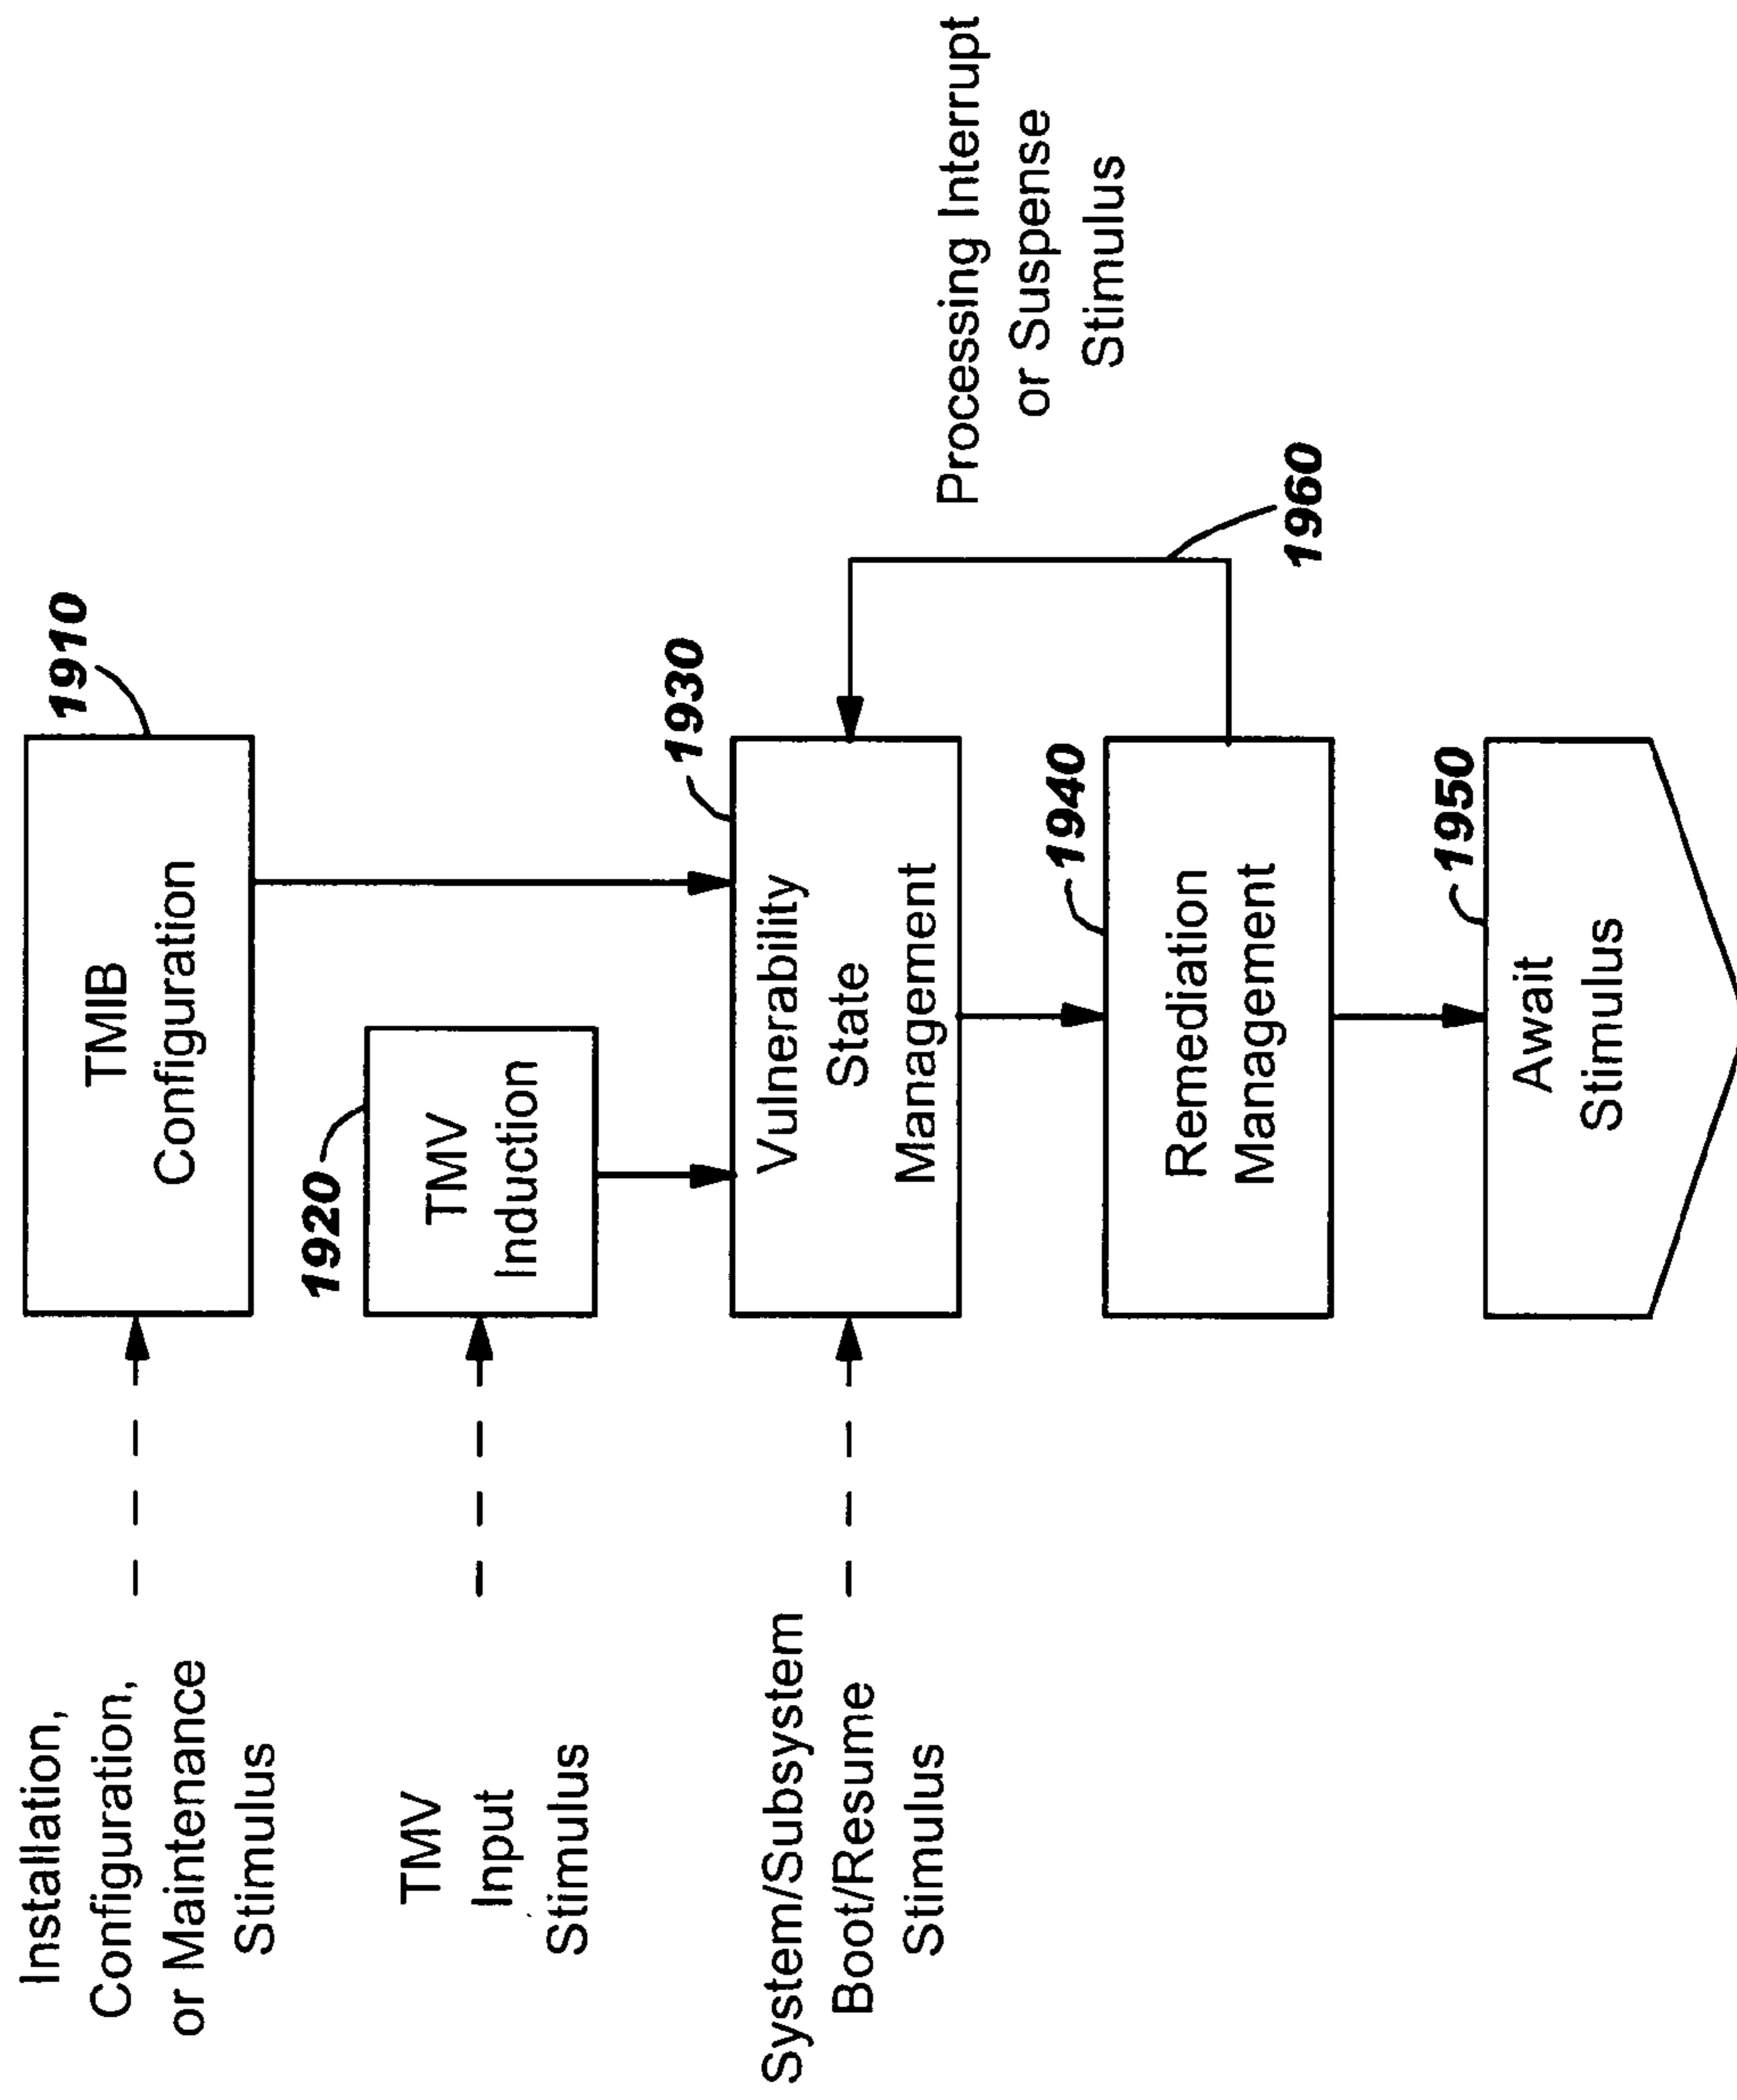 Installation,
Configuration,
or Maintenance
Stimulus
TMIB
Configuration
1910
TMV
Input
Stimulus
1920
TMV
Induction
System/Subsystem
Boot/Resume
Stimulus
1930
Vulnerability
State
Management
Processing Interrupt
or Suspense
Stimulus
1940
Remediation
Management
1960
1950
Await
Stimulus